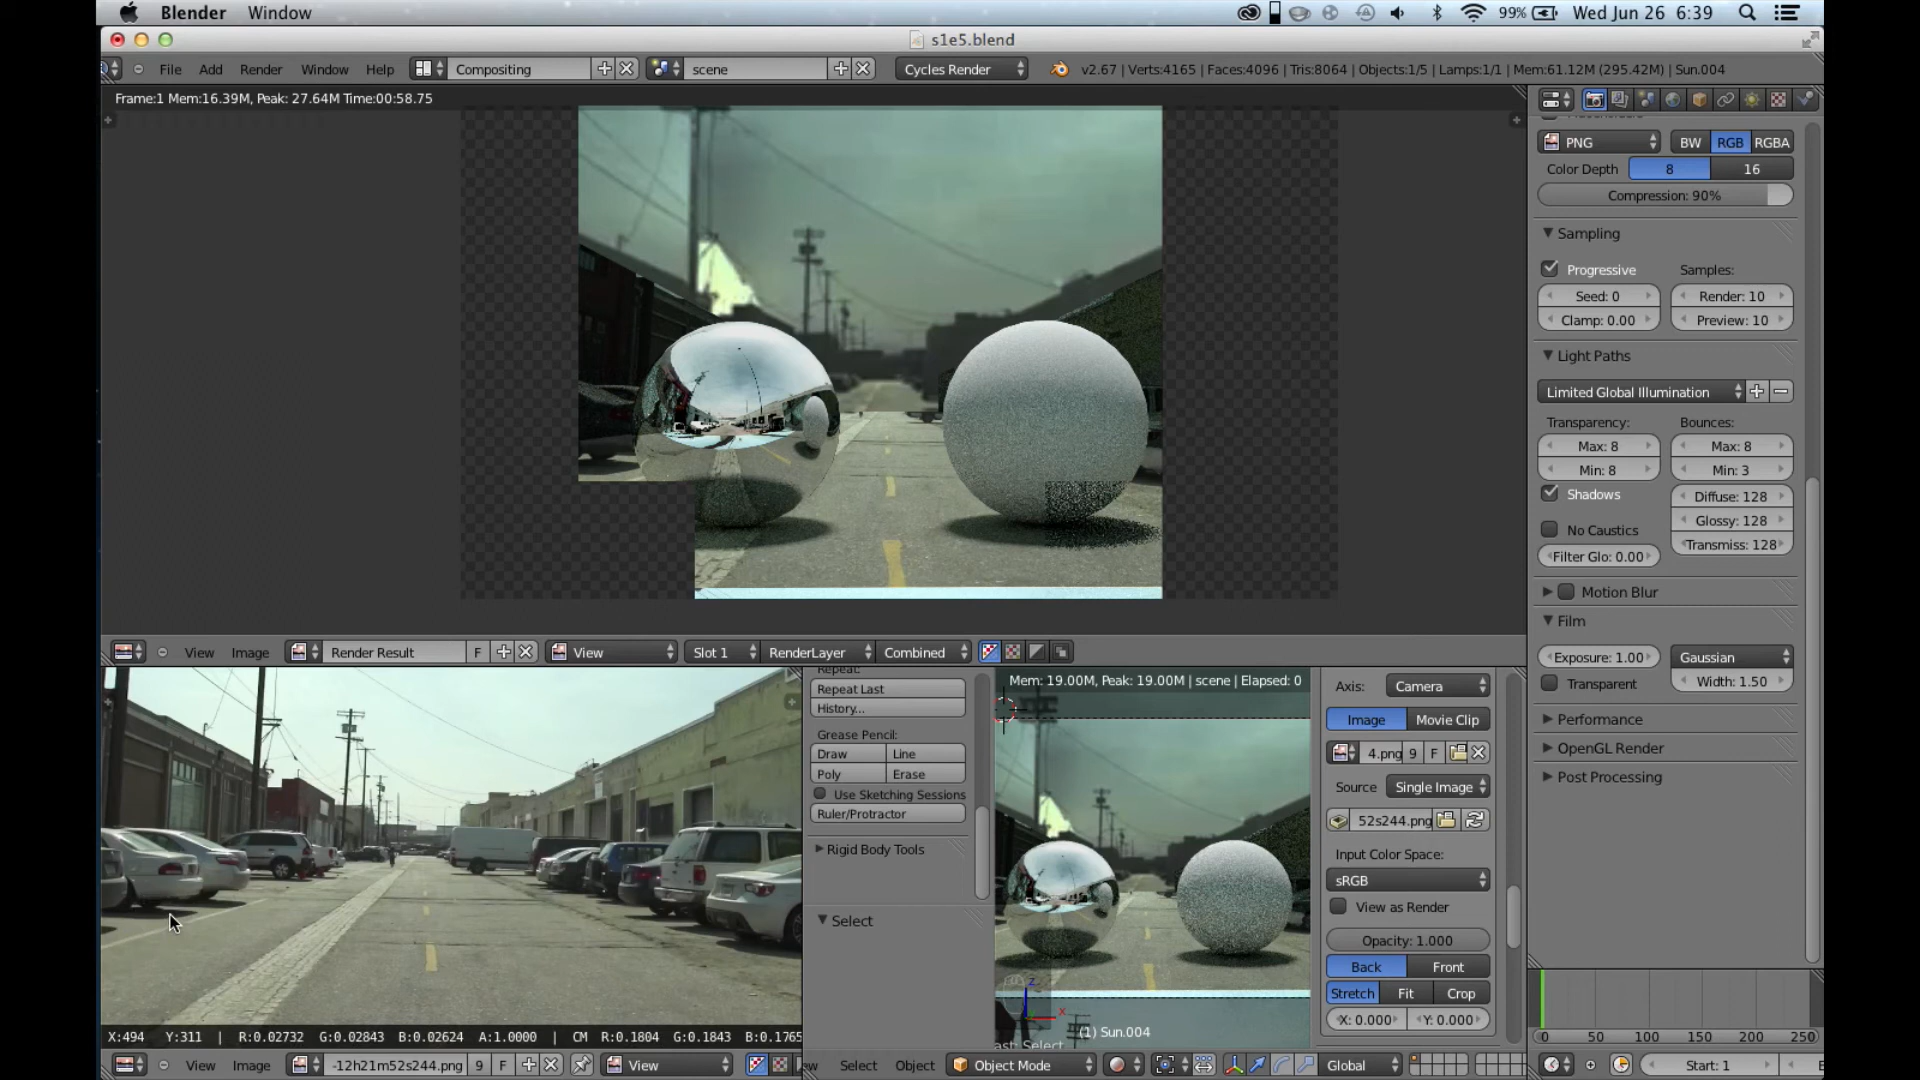 Blender Window
99% Wed Jun 26 6:39
s1e5.blend
File Add Render Window Help Compositing scene Cycles Render v2.67 | Verts:4165 | Faces:4096 | Tris:8064 | Objects:1/5 | Lamps:1/1 | Mem:61.12M (295.42M) | Sun.004
Frame:1 Mem:16.39M, Peak: 27.64M Time:00:58.75
PNG BW RGB RGBA
Color Depth 8 16
Compression: 90%
Sampling
Progressive Samples:
Seed: 0 Render: 10
Clamp: 0.00 Preview: 10
Light Paths
Limited Global Illumination
Transparency: Bounces:
Max: 8 Max: 8
Min: 8 Min: 3
Shadows Diffuse: 128
No Caustics Glossy: 128
Filter Glo: 0.00 Transmiss: 128
Motion Blur
Film
Exposure: 1.00 Gaussian
Transparent Width: 1.50
Performance
OpenGL Render
Post Processing
View Image Render Result F View Slot 1 RenderLayer Combined
Repeat:
Repeat Last
History...
Grease Pencil:
Draw Line
Poly Erase
Use Sketching Sessions
Ruler/Protractor
Rigid Body Tools
Select
Mem: 19.00M, Peak: 19.00M | scene | Elapsed: 0
z
x
(1) Sun.004
ast: Select
Axis: Camera
Image Movie Clip
4.png 9 F
Source Single Image
52s244.png
Input Color Space:
sRGB
View as Render
Opacity: 1.000
Back Front
Stretch Fit Crop
X: 0.000 Y: 0.000
X:494 Y:311 | R:0.02732 G:0.02843 B:0.02624 A:1.0000 | CM R:0.1804 G:0.1843 B:0.1765
View Image -12h21m52s244.png 9 F View
Select Object Object Mode Global
0 50 100 150 200 250
Start: 1